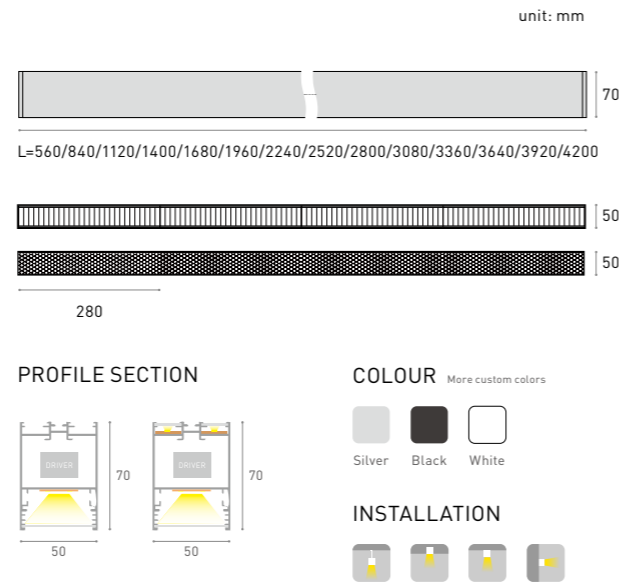 unit: mm
70
L=560/840/1120/1400/1680/1960/2240/2520/2800/3080/3360/3640/3920/4200
50
50
280
PROFILE SECTION
DRIVER
70
50
DRIVER
70
50
COLOUR More custom colors
Silver Black White
INSTALLATION